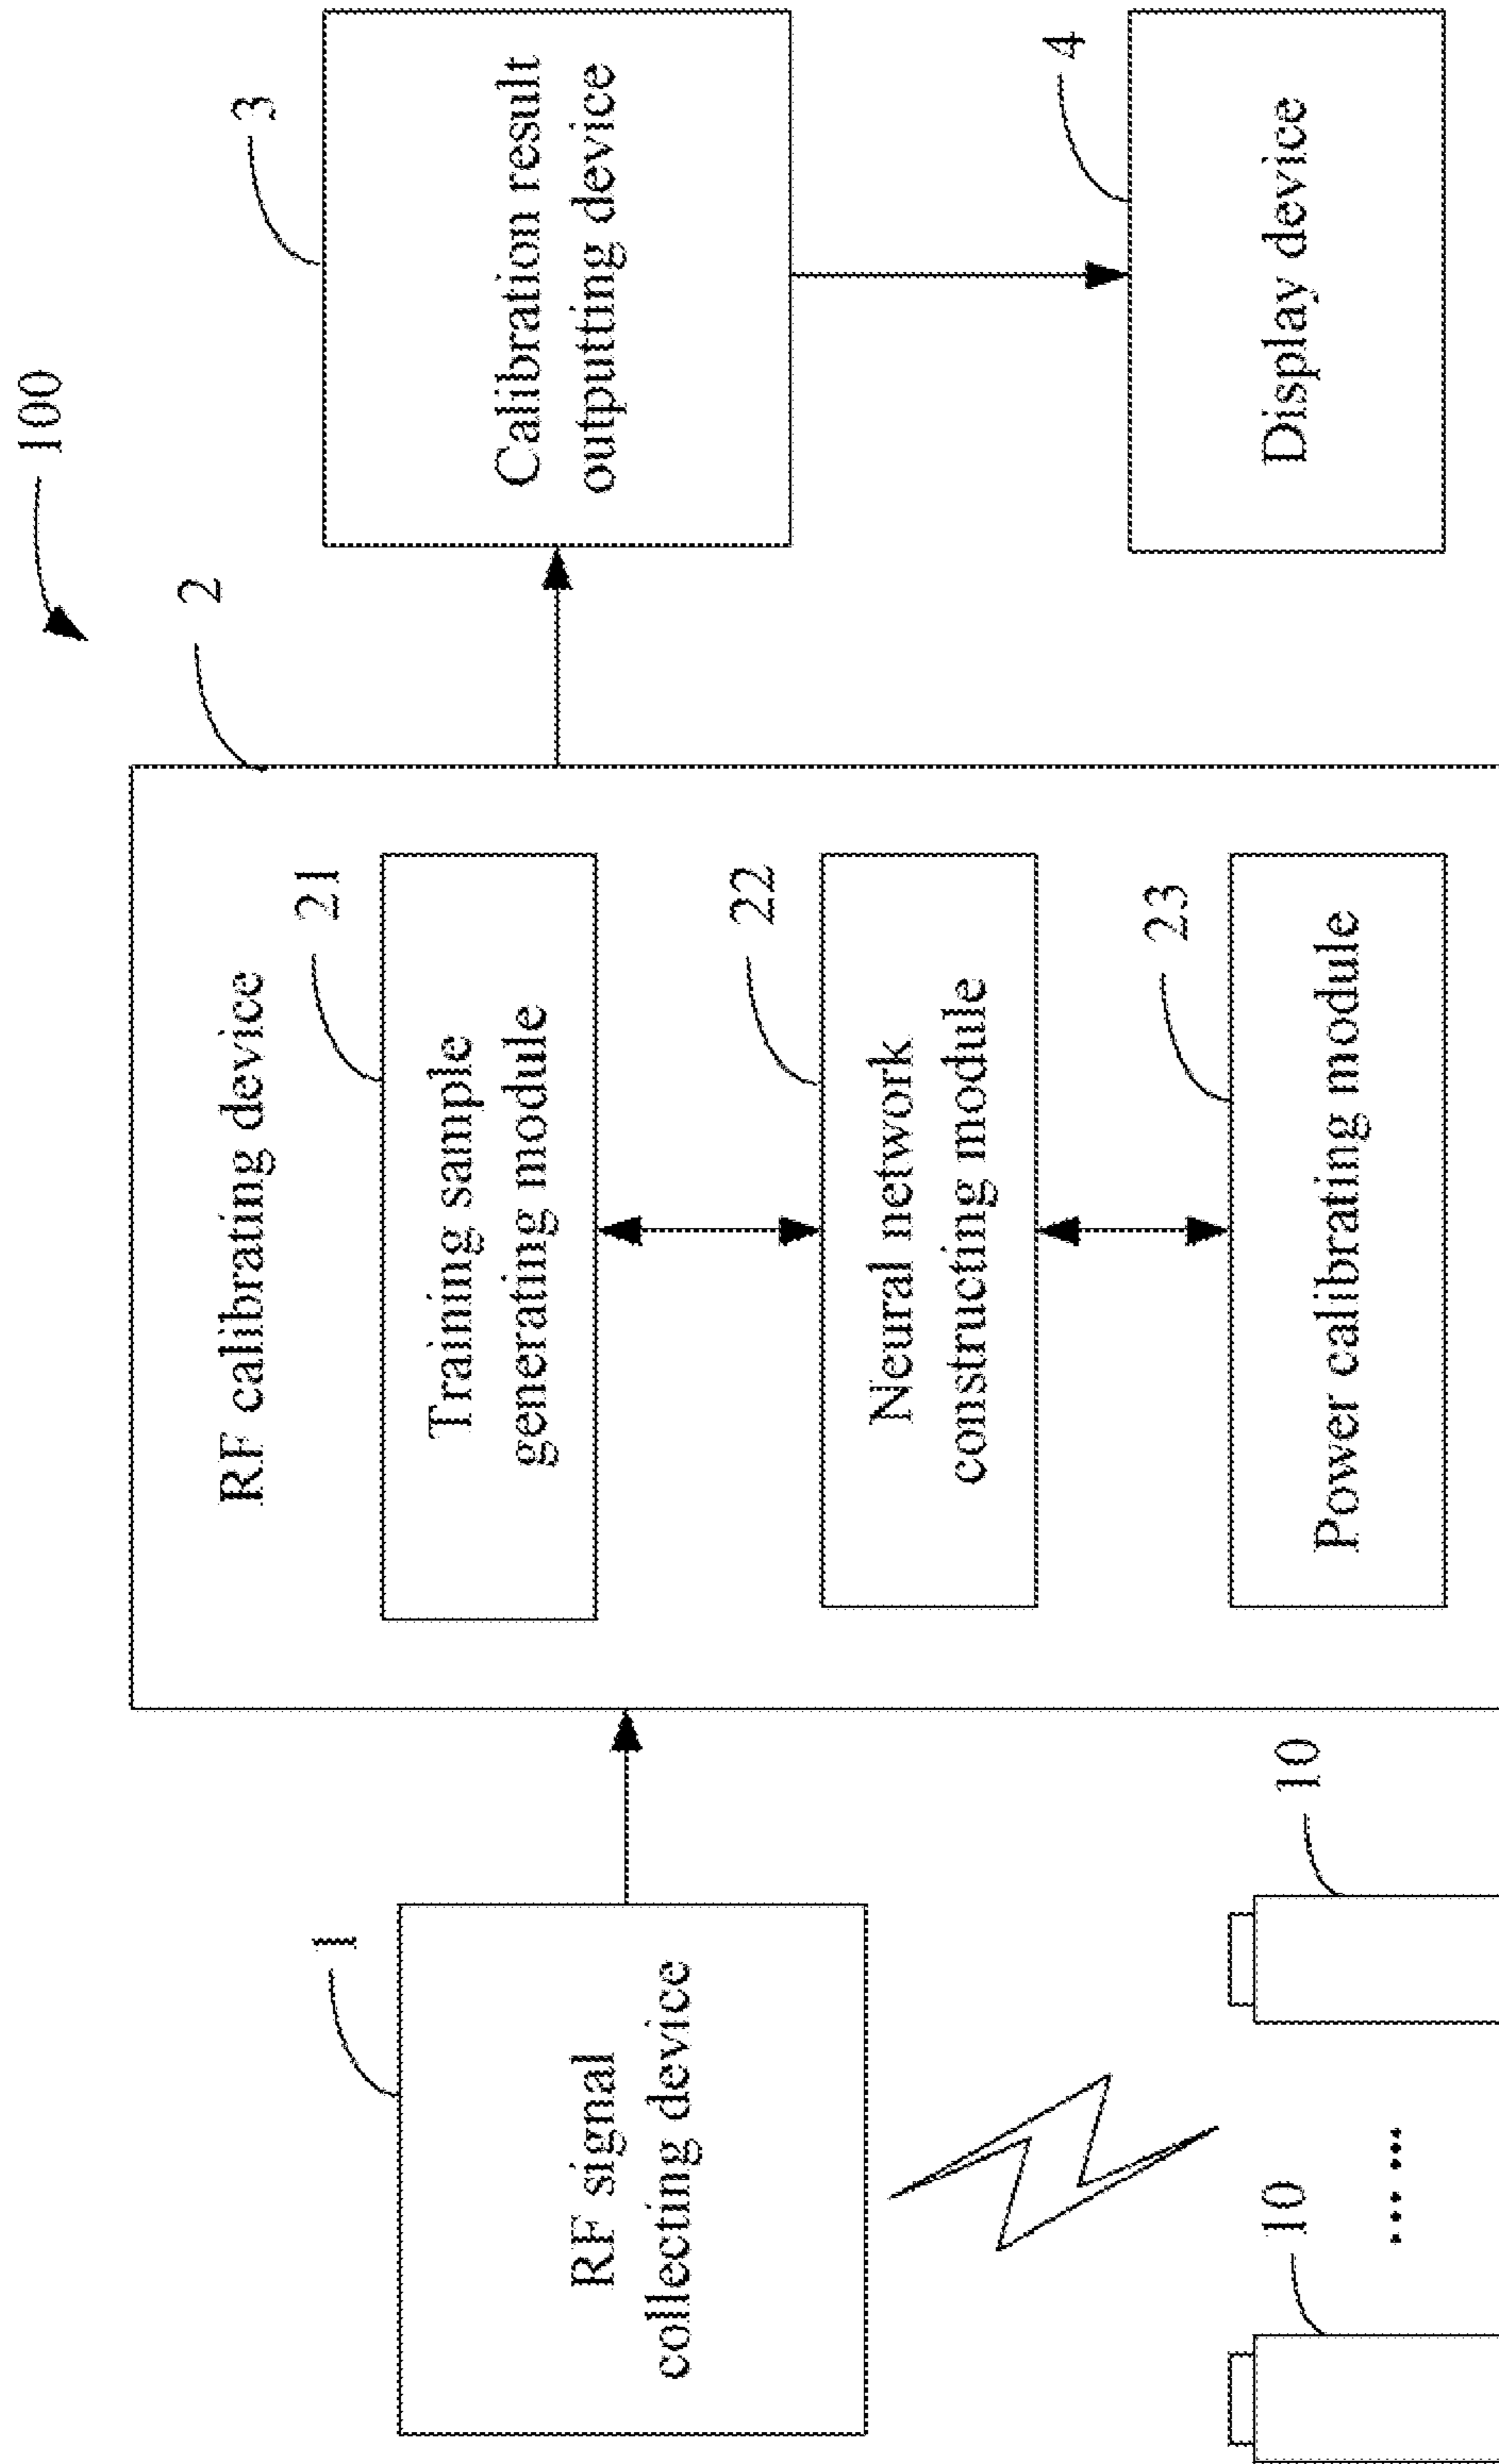 100
1
RF signal
collecting device
10
......
10
2
RF calibrating device
21
Training sample
generating module
22
Neural network
constructing module
23
Power calibrating module
3
Calibration result
outputting device
4
Display device